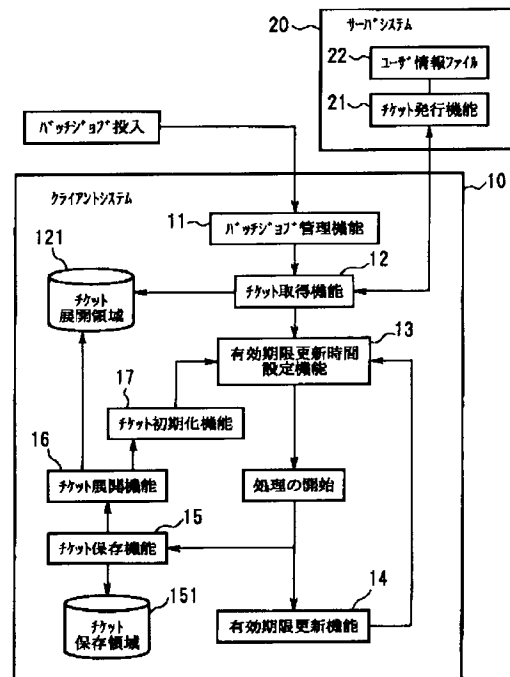 20
サーバシステム
22
ユーザ情報ファイル
21
チケット発行機能
バッチジョブ投入
10
クライアントシステム
11
バッチジョブ管理機能
121
12
チケット
展開領域
チケット取得機能
13
有効期限更新時間
設定機能
17
チケット初期化機能
16
チケット展開機能
処理の開始
15
チケット保存機能
14
151
チケット
保存領域
有効期限更新機能